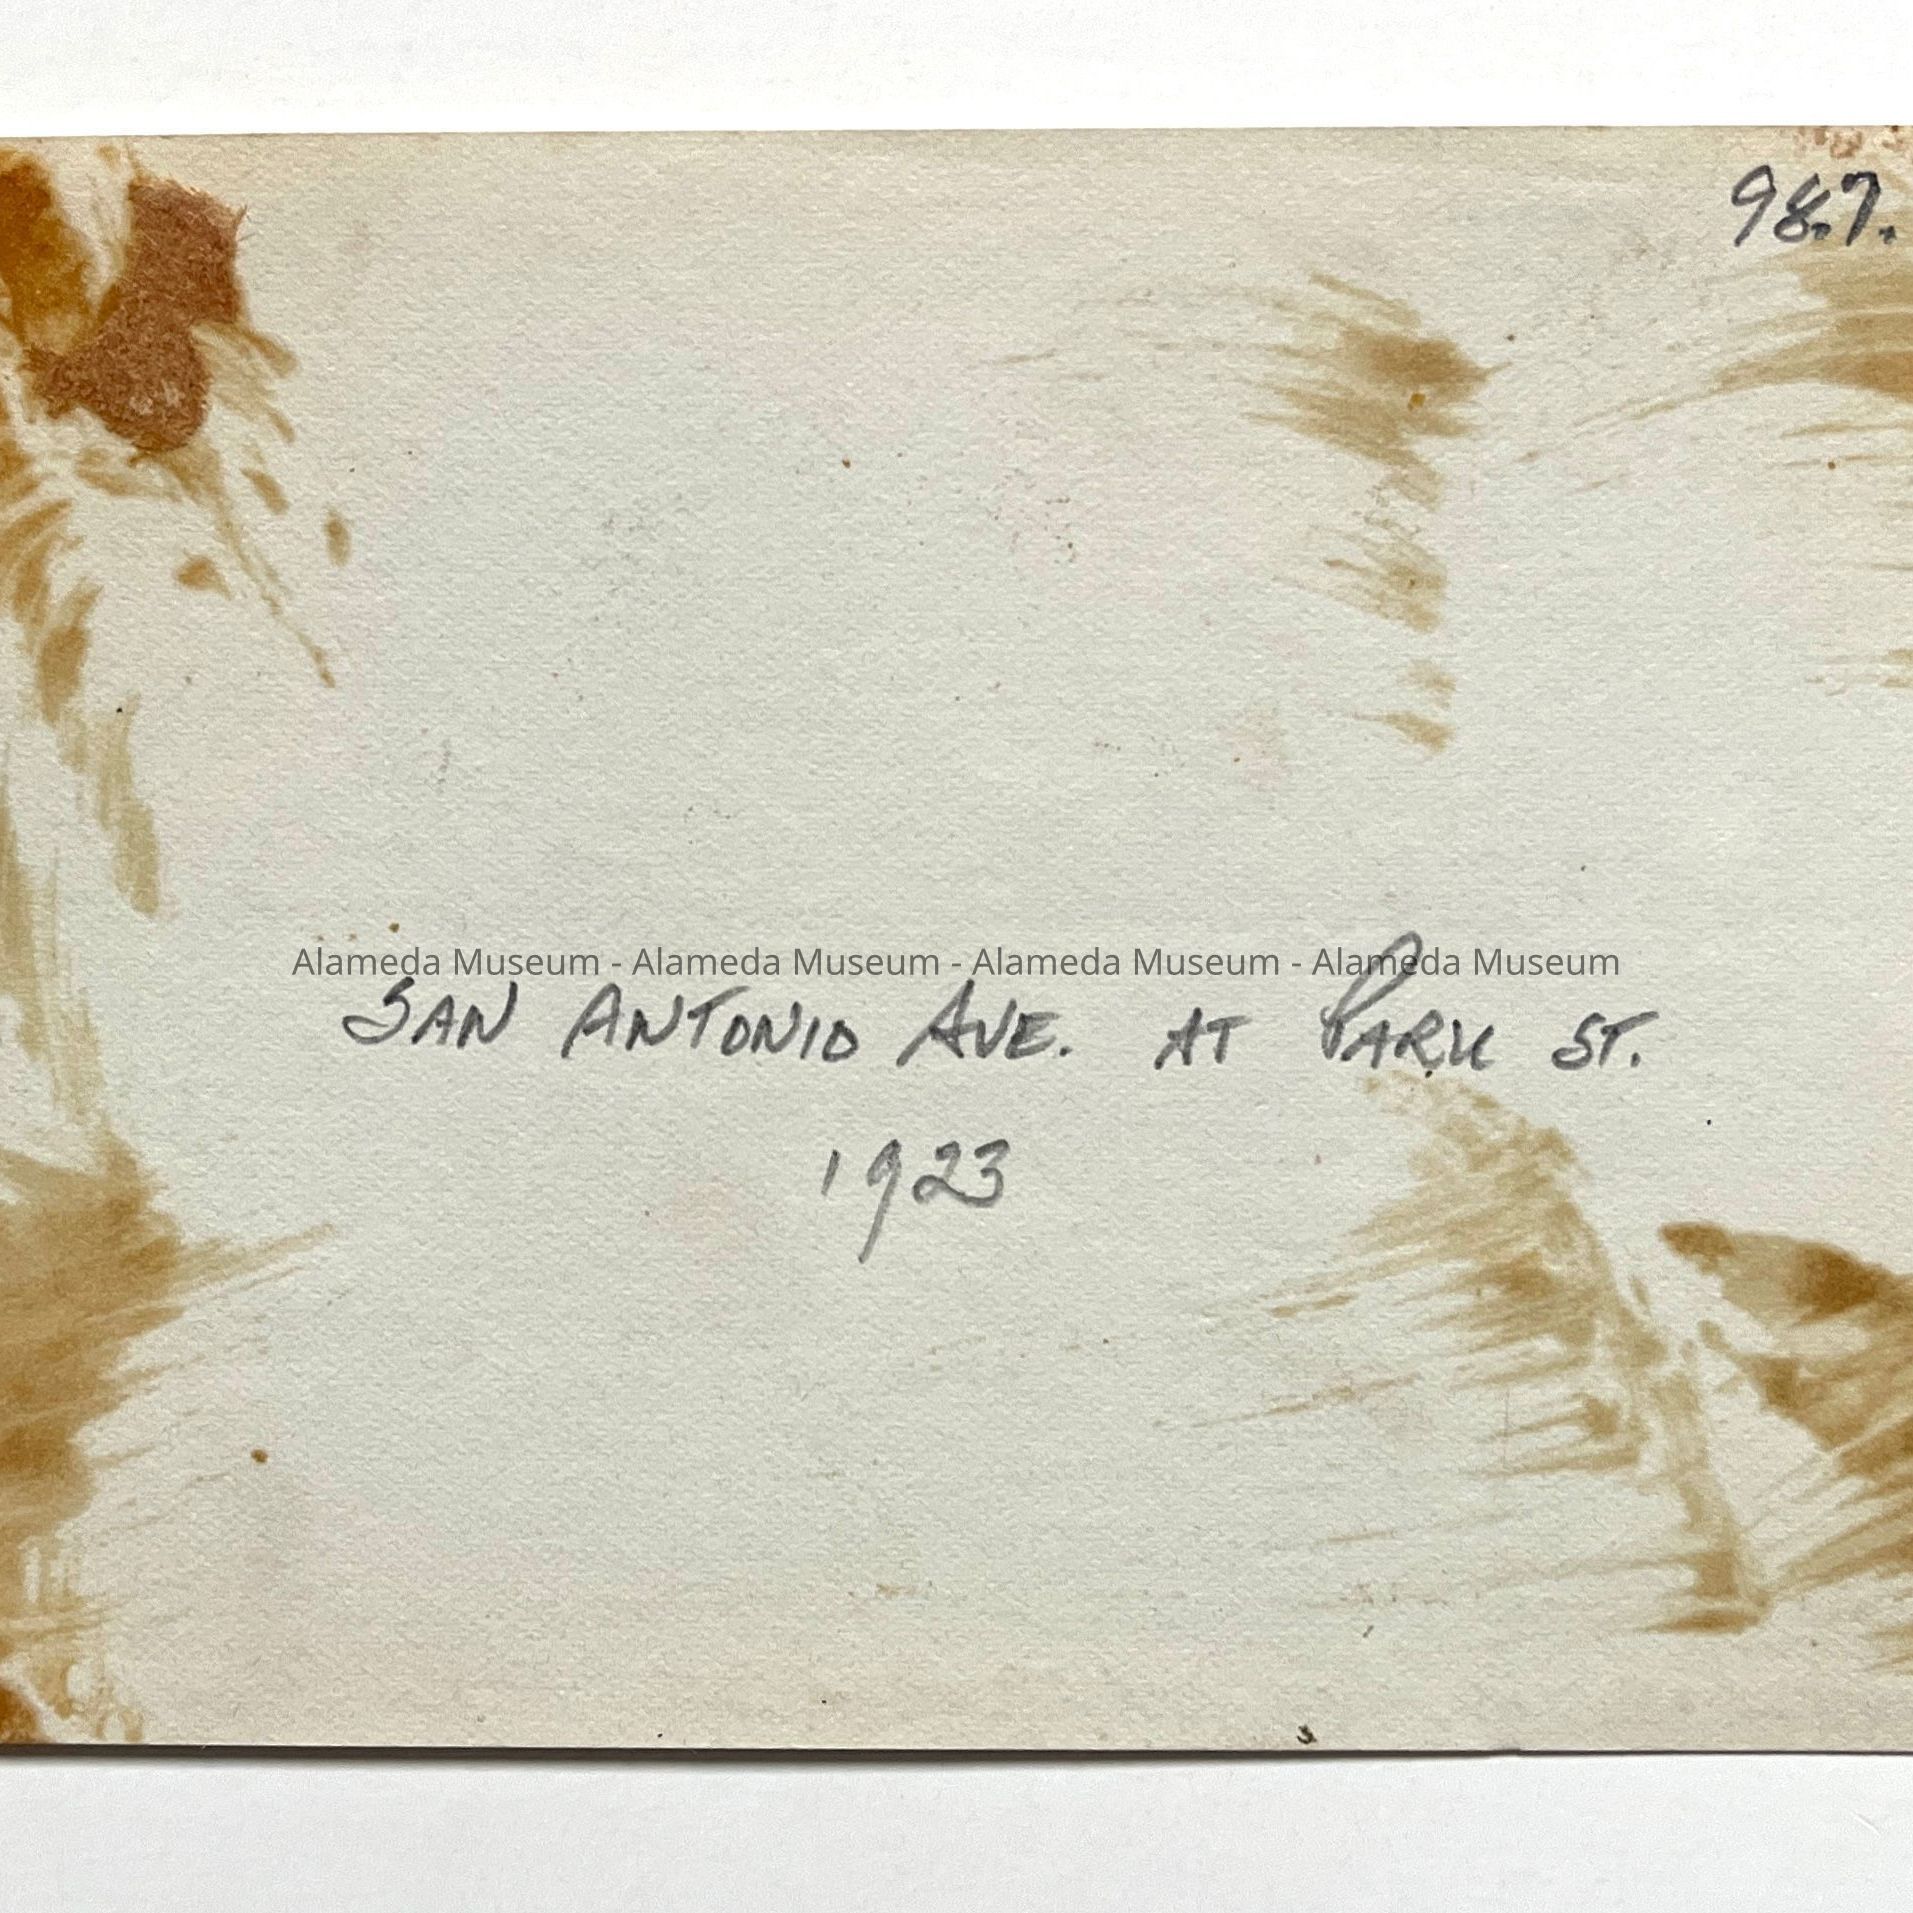 98.7.
Alameda Museum - Alameda Museum - Alameda Museum - Alameda Museum
SAN ANTONIO AVE. AT PARK ST.
1923